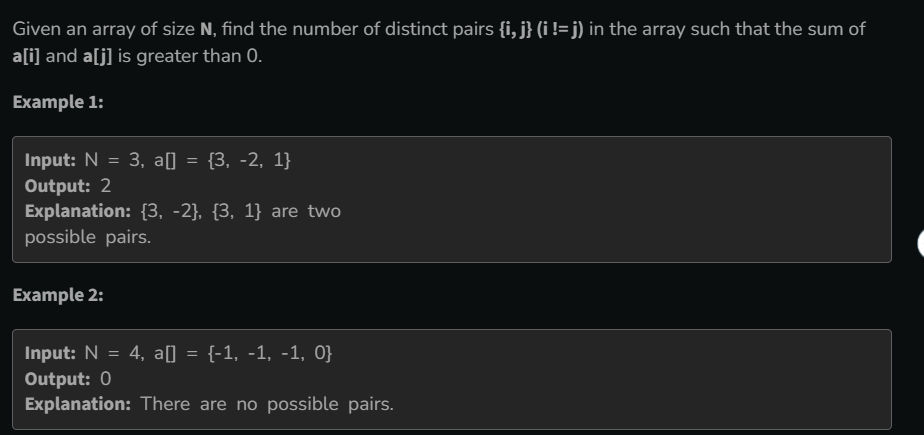 Given an array of size N, find the number of distinct pairs {i, j} (i != j) in the array such that the sum of
a[i] and a[j] is greater than 0.
Example 1:
Input: N = 3, a[] = {3, -2, 1}
Output: 2
Explanation: {3, -2}, {3, 1} are two
possible pairs.
Example 2:
Input: N = 4, a[] = {-1, -1, -1, 0}
Output: 0
Explanation: There are no possible pairs.